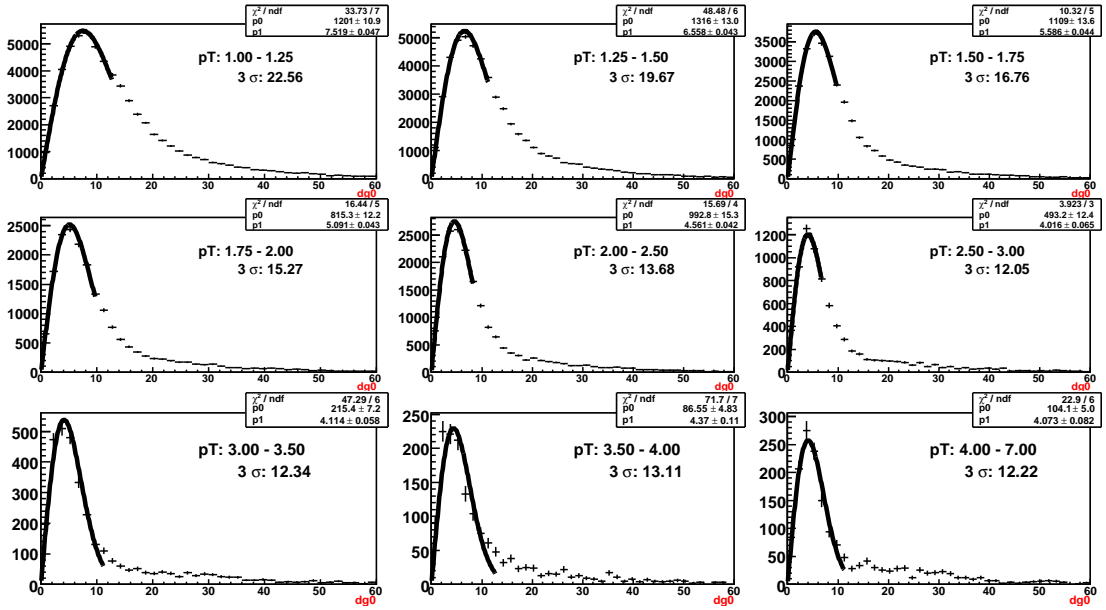 χ² / ndf 33.73 / 7
p0 1201 ± 10.9
p1 7.519 ± 0.047
pT: 1.00 - 1.25
3 σ: 22.56
5000
4000
3000
2000
1000
0
0 10 20 30 40 50 60
dg0
χ² / ndf 48.48 / 6
p0 1316 ± 13.0
p1 6.558 ± 0.043
pT: 1.25 - 1.50
3 σ: 19.67
5000
4000
3000
2000
1000
0
0 10 20 30 40 50 60
dg0
χ² / ndf 10.32 / 5
p0 1109 ± 13.6
p1 5.586 ± 0.044
pT: 1.50 - 1.75
3 σ: 16.76
3500
3000
2500
2000
1500
1000
500
0
0 10 20 30 40 50 60
dg0
χ² / ndf 16.44 / 5
p0 815.3 ± 12.2
p1 5.091 ± 0.043
pT: 1.75 - 2.00
3 σ: 15.27
2500
2000
1500
1000
500
0
0 10 20 30 40 50 60
dg0
χ² / ndf 15.69 / 4
p0 992.8 ± 15.3
p1 4.561 ± 0.042
pT: 2.00 - 2.50
3 σ: 13.68
2500
2000
1500
1000
500
0
0 10 20 30 40 50 60
dg0
χ² / ndf 3.923 / 3
p0 493.2 ± 12.4
p1 4.016 ± 0.065
pT: 2.50 - 3.00
3 σ: 12.05
1200
1000
800
600
400
200
0
0 10 20 30 40 50 60
dg0
χ² / ndf 47.29 / 6
p0 215.4 ± 7.2
p1 4.114 ± 0.058
pT: 3.00 - 3.50
3 σ: 12.34
500
400
300
200
100
0
0 10 20 30 40 50 60
dg0
χ² / ndf 71.7 / 7
p0 86.55 ± 4.83
p1 4.37 ± 0.11
pT: 3.50 - 4.00
3 σ: 13.11
250
200
150
100
50
0
0 10 20 30 40 50 60
dg0
χ² / ndf 22.9 / 6
p0 104.1 ± 5.0
p1 4.073 ± 0.082
pT: 4.00 - 7.00
3 σ: 12.22
300
250
200
150
100
50
0
0 10 20 30 40 50 60
dg0